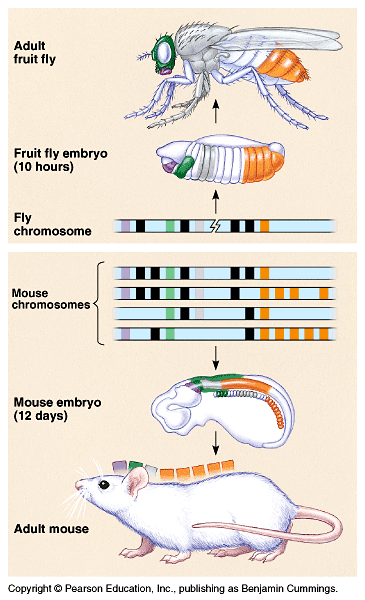 Adult
fruit fly
Fruit fly embryo
(10 hours)
Fly
chromosome
Mouse
chromosomes
Mouse embryo
(12 days)
Adult mouse
Copyright © Pearson Education, Inc., publishing as Benjamin Cummings.